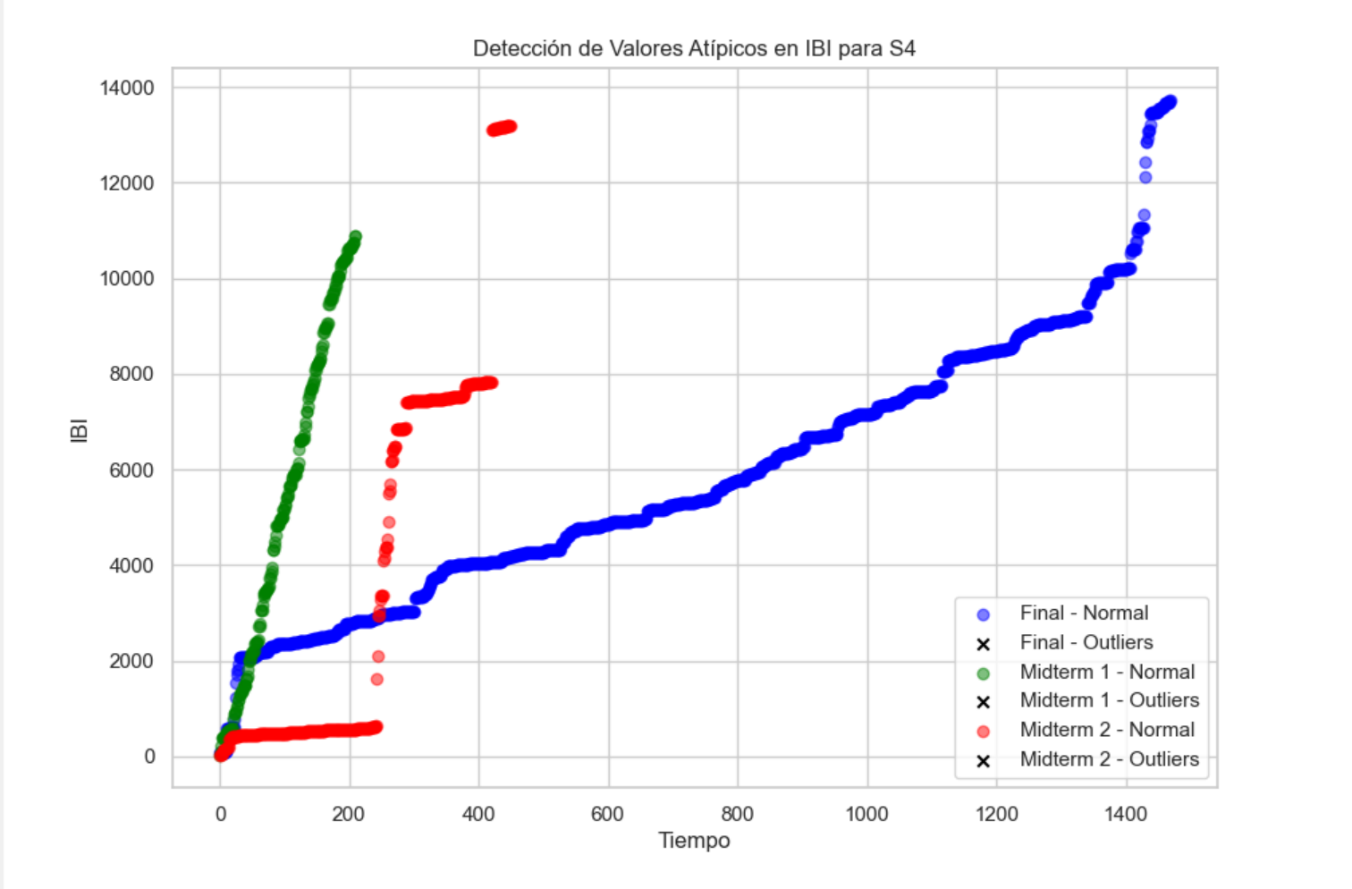 Detección de Valores Atípicos en IBI para S4
14000
12000
10000
8000
6000
4000
2000
0
IBI
0 200 400 600 800 1000 1200 1400
Tiempo
Final - Normal
Final - Outliers
Midterm 1 - Normal
Midterm 1 - Outliers
Midterm 2 - Normal
Midterm 2 - Outliers